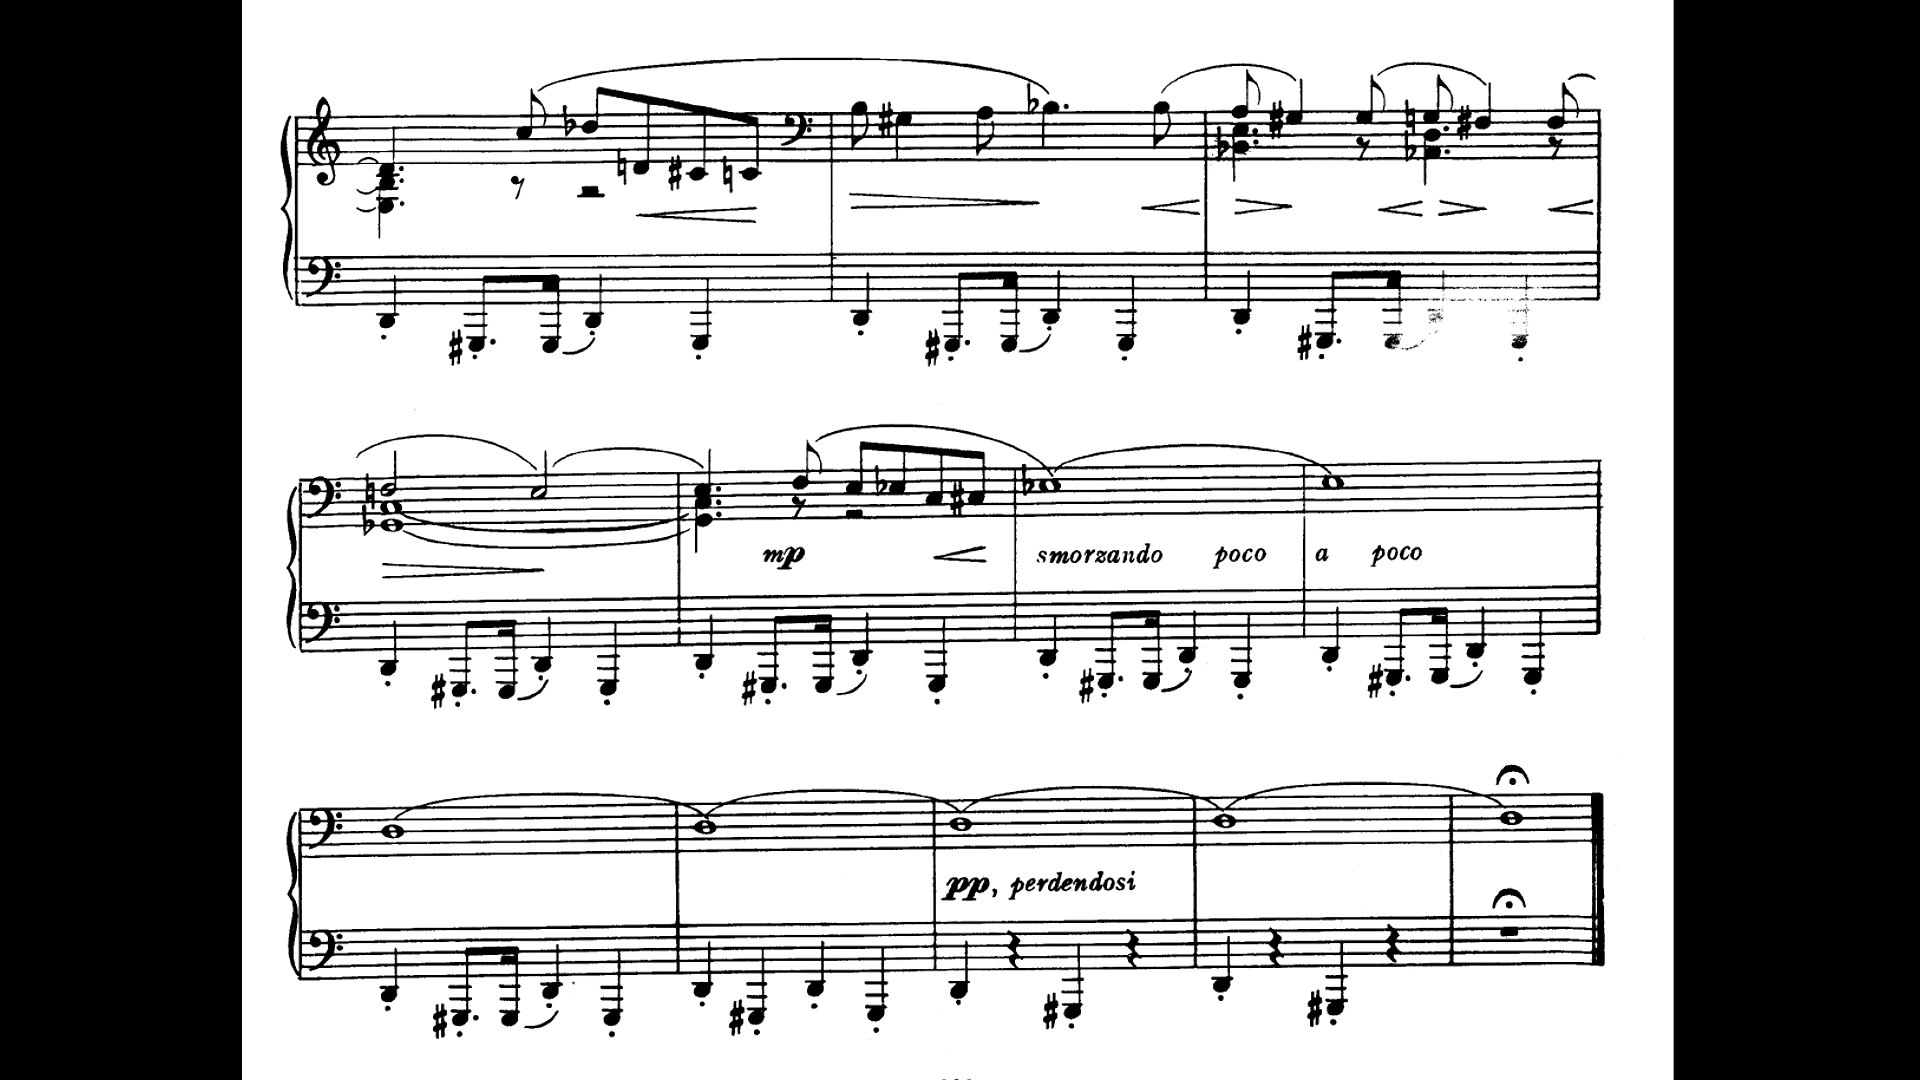 mp smorzando poco a poco
pp, perdendosi